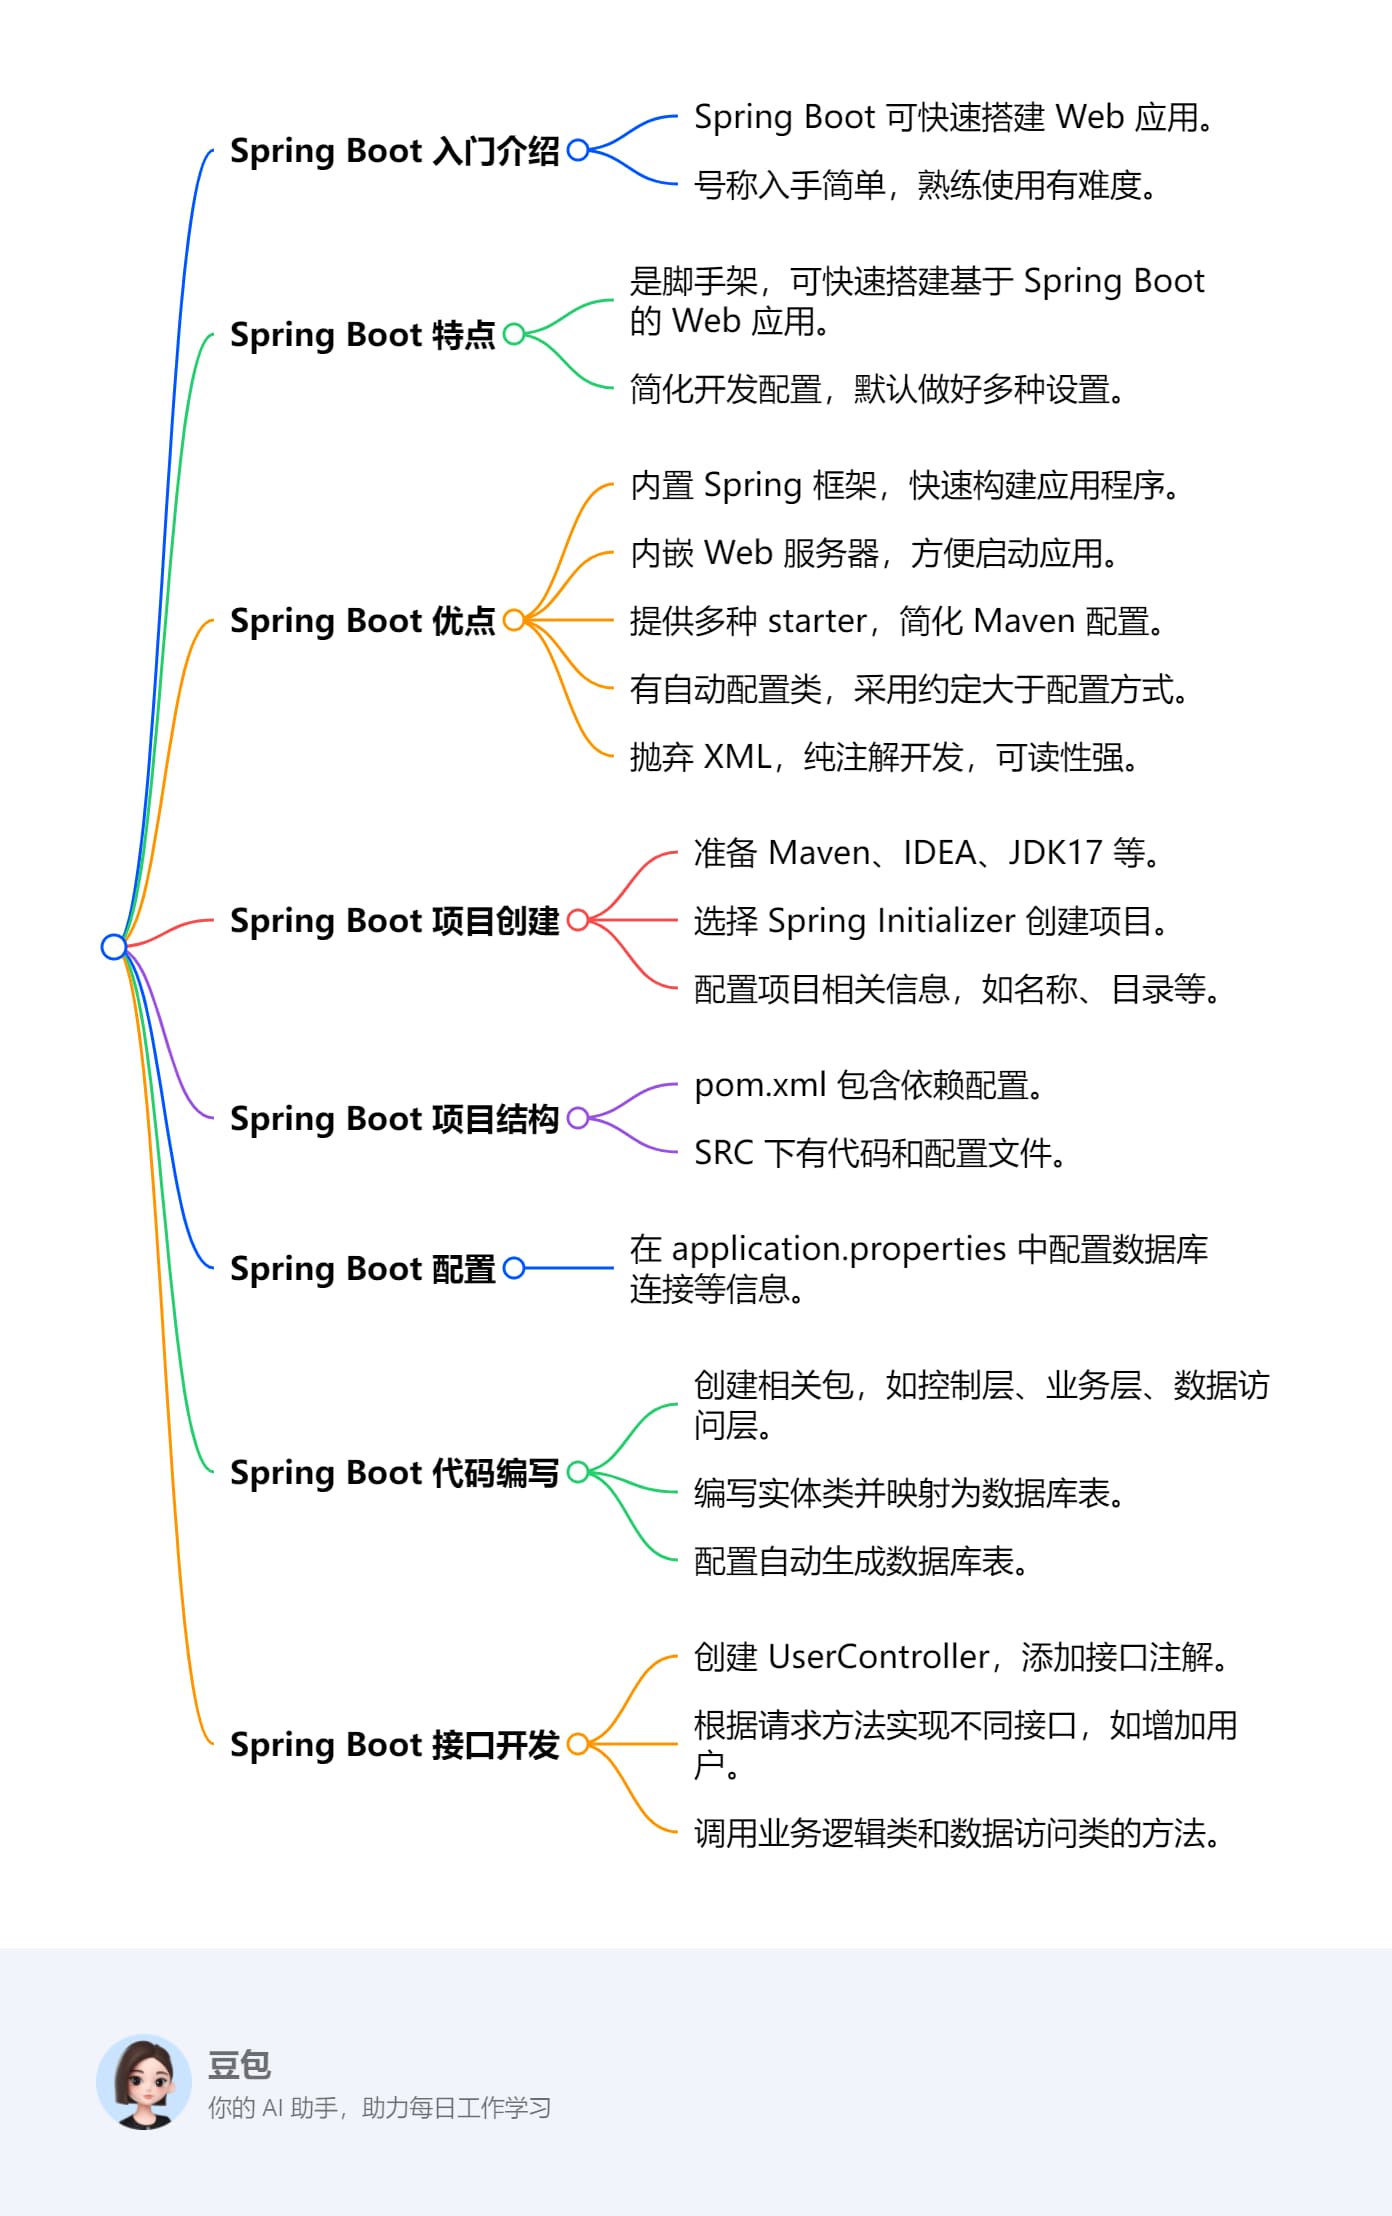 Spring Boot 入门介绍
Spring Boot 可快速搭建 Web 应用。
号称入手简单，熟练使用有难度。
Spring Boot 特点
是脚手架，可快速搭建基于 Spring Boot
的 Web 应用。
简化开发配置，默认做好多种设置。
Spring Boot 优点
内置 Spring 框架，快速构建应用程序。
内嵌 Web 服务器，方便启动应用。
提供多种 starter，简化 Maven 配置。
有自动配置类，采用约定大于配置方式。
抛弃 XML，纯注解开发，可读性强。
Spring Boot 项目创建
准备 Maven、IDEA、JDK17 等。
选择 Spring Initializer 创建项目。
配置项目相关信息，如名称、目录等。
Spring Boot 项目结构
pom.xml 包含依赖配置。
SRC 下有代码和配置文件。
Spring Boot 配置
在 application.properties 中配置数据库
连接等信息。
Spring Boot 代码编写
创建相关包，如控制层、业务层、数据访
问层。
编写实体类并映射为数据库表。
配置自动生成数据库表。
Spring Boot 接口开发
创建 UserController，添加接口注解。
根据请求方法实现不同接口，如增加用
户。
调用业务逻辑类和数据访问类的方法。
豆包
你的 AI 助手，助力每日工作学习